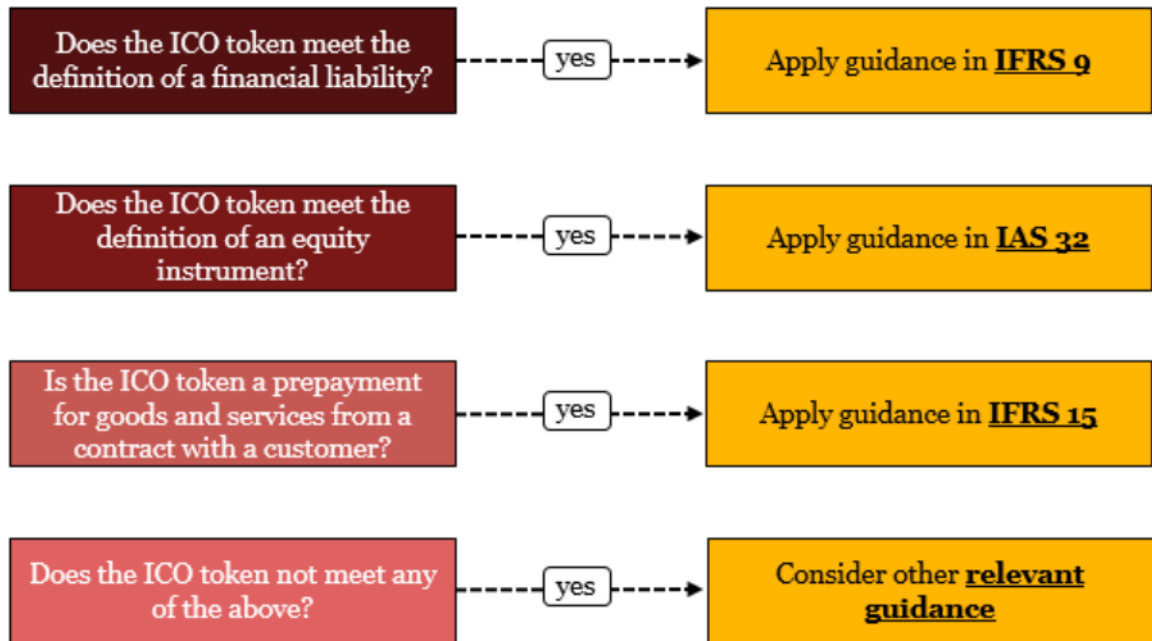 Does the ICO token meet the
definition of a financial liability?
yes
Apply guidance in IFRS 9
Does the ICO token meet the
definition of an equity
instrument?
yes
Apply guidance in IAS 32
Is the ICO token a prepayment
for goods and services from a
contract with a customer?
yes
Apply guidance in IFRS 15
Does the ICO token not meet any
of the above?
yes
Consider other relevant
guidance